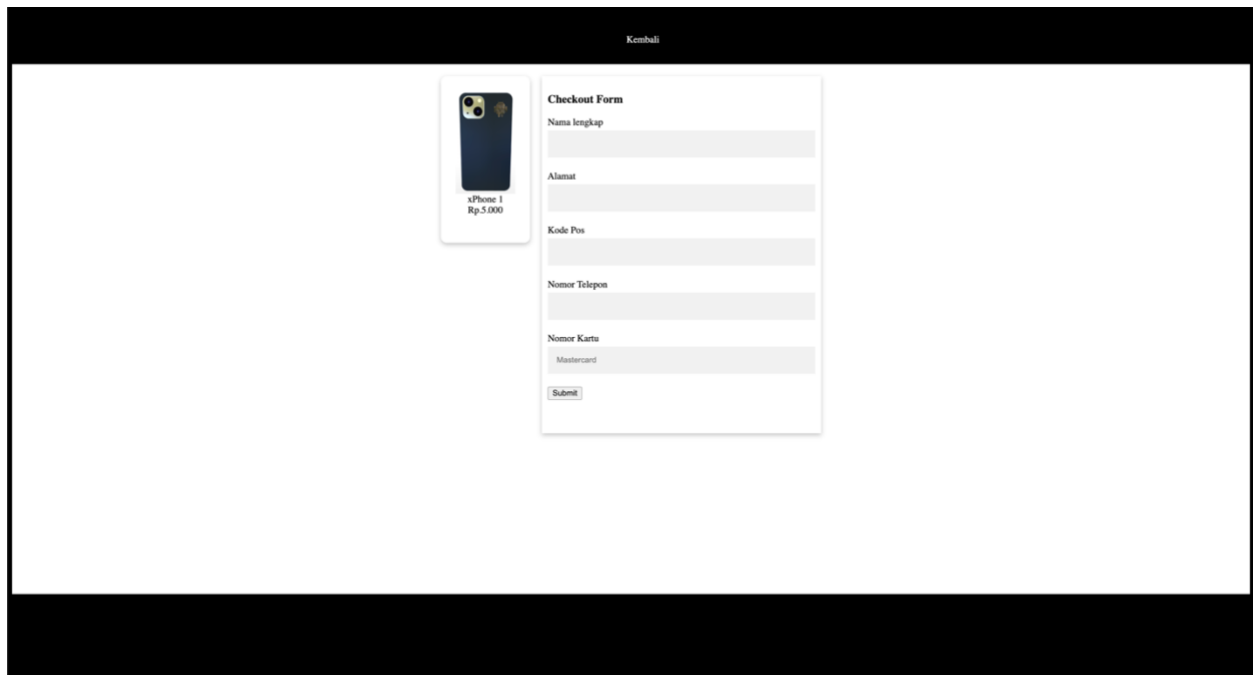 Kembali
xPhone 1
Rp.5.000
Checkout Form
Nama lengkap
Alamat
Kode Pos
Nomor Telepon
Nomor Kartu
Mastercard
Submit